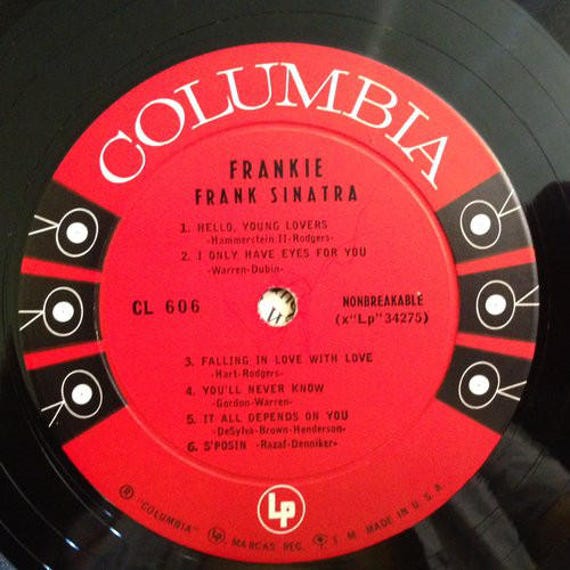 COLUMBIA
FRANKIE
FRANK SINATRA
1. HELLO, YOUNG LOVERS
-Hammerstein II-Rodgers-
2. I ONLY HAVE EYES FOR YOU
-Warren-Dubin-
CL 606
NONBREAKABLE
(x"Lp"34275)
3. FALLING IN LOVE WITH LOVE
-Hart-Rodgers-
4. YOU'LL NEVER KNOW
-Gordon-Warren-
5. IT ALL DEPENDS ON YOU
-DeSylva-Brown-Henderson-
6. S'POSIN -Razaf-Denniker-
Lp
® "COLUMBIA" Lp MARCAS REG. T. M. MADE IN U.S.A.